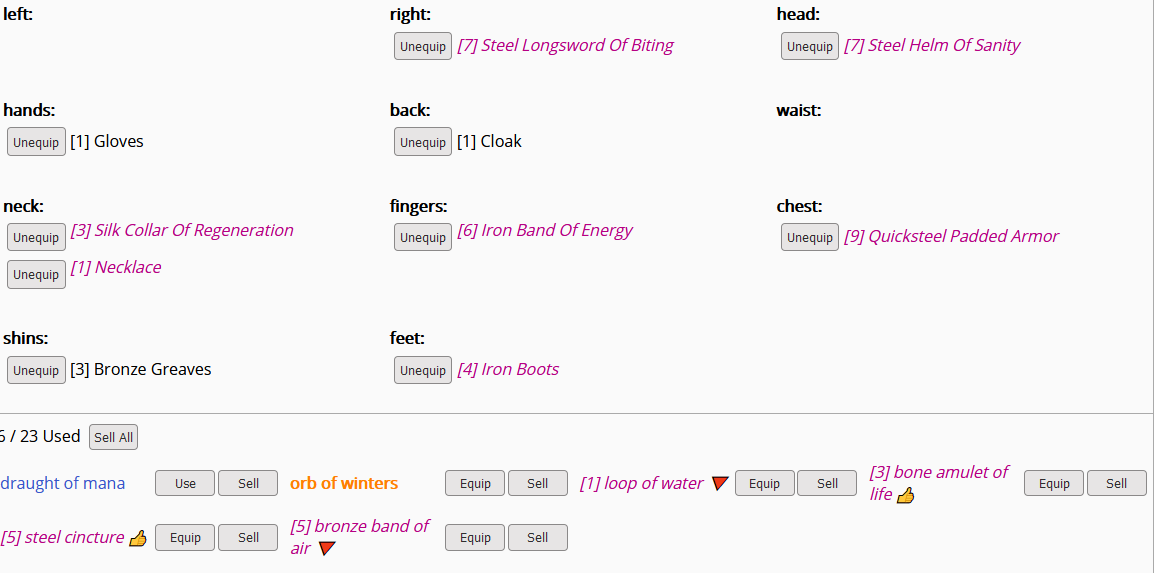 left:
right:
head:
Unequip [7] Steel Longsword Of Biting
Unequip [7] Steel Helm Of Sanity
hands:
back:
waist:
Unequip [1] Gloves
Unequip [1] Cloak
neck:
fingers:
chest:
Unequip [3] Silk Collar Of Regeneration
Unequip [6] Iron Band Of Energy
Unequip [9] Quicksteel Padded Armor
Unequip [1] Necklace
shins:
feet:
Unequip [3] Bronze Greaves
Unequip [4] Iron Boots
6 / 23 Used Sell All
draught of mana Use Sell
orb of winters Equip Sell
[1] loop of water Equip Sell
[3] bone amulet of
life Equip Sell
[5] steel cincture Equip Sell
[5] bronze band of
air Equip Sell